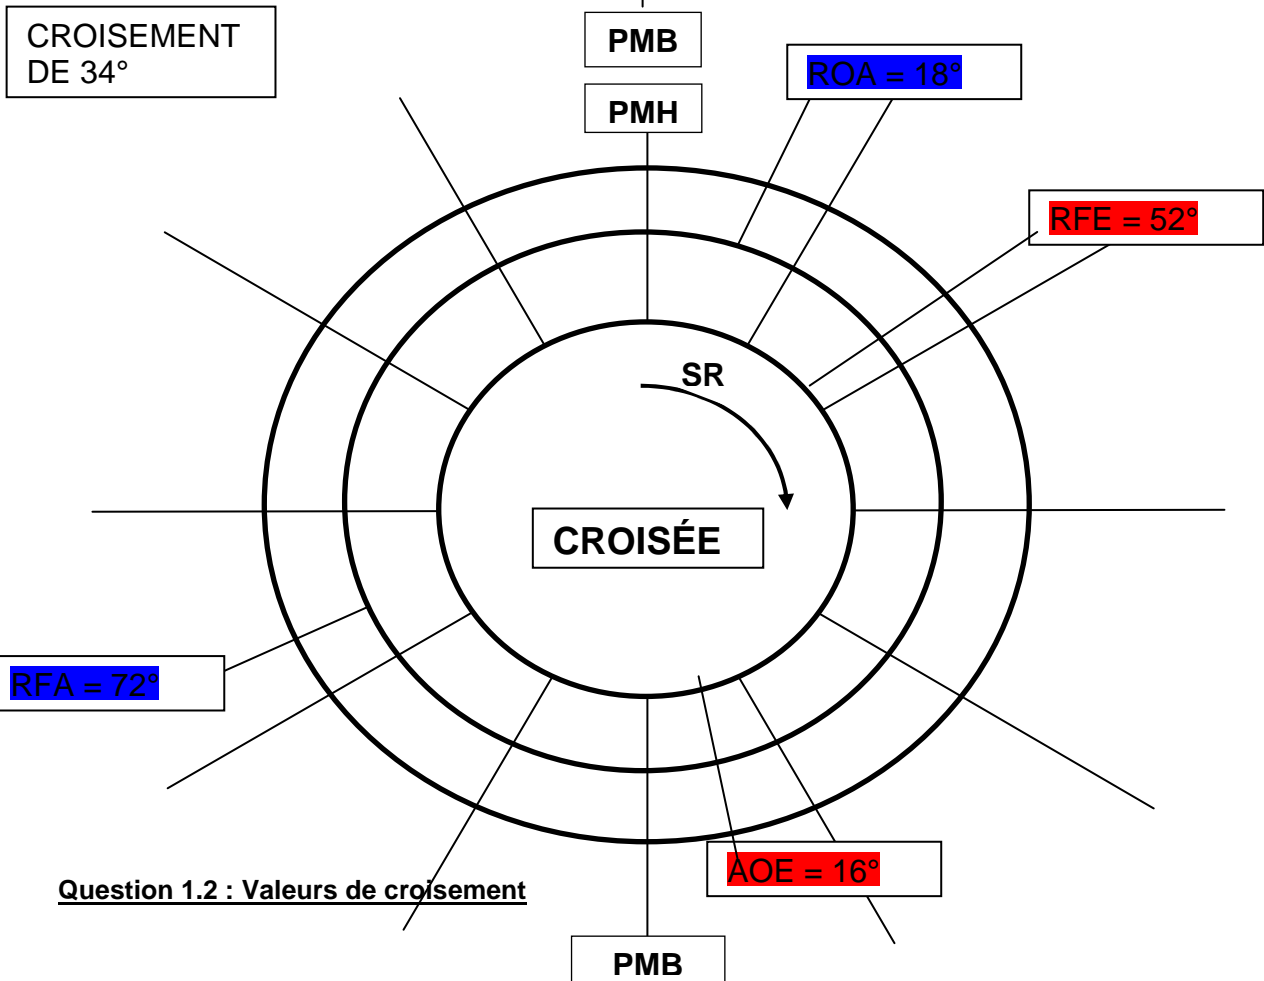 CROISEMENT
DE 34°
PMB
PMH
ROA = 18°
RFE = 52°
SR
CROISÉE
RFA = 72°
AOE = 16°
Question 1.2 : Valeurs de croisement
PMB